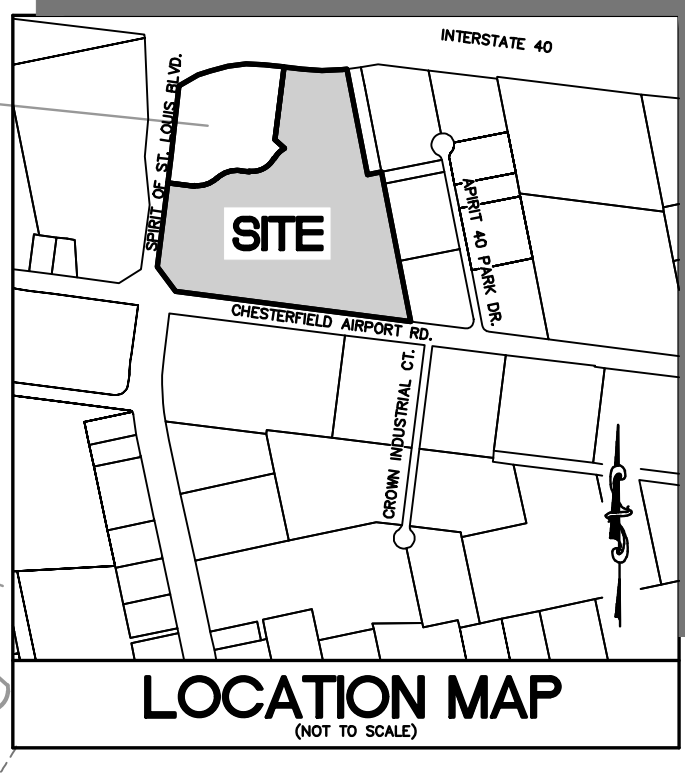 INTERSTATE 40
SPIRIT OF ST. LOUIS BLVD.
SITE
APIRIT 40 PARK DR.
CHESTERFIELD AIRPORT RD.
CROWN INDUSTRIAL CT.
LOCATION MAP
(NOT TO SCALE)